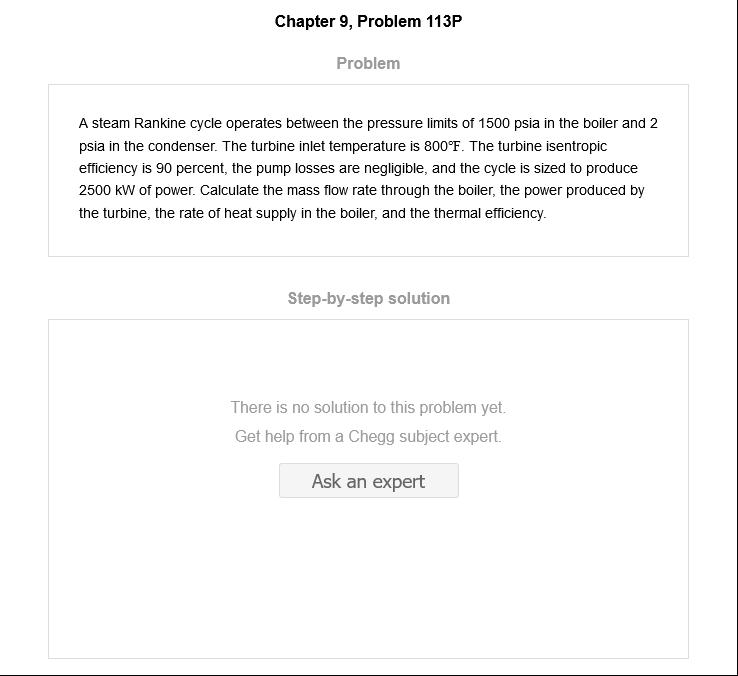 Chapter 9, Problem 113P
Problem
A steam Rankine cycle operates between the pressure limits of 1500 psia in the boiler and 2
psia in the condenser. The turbine inlet temperature is 800°F. The turbine isentropic
efficiency is 90 percent, the pump losses are negligible, and the cycle is sized to produce
2500 kW of power. Calculate the mass flow rate through the boiler, the power produced by
the turbine, the rate of heat supply in the boiler, and the thermal efficiency.
Step-by-step solution
There is no solution to this problem yet.
Get help from a Chegg subject expert.
Ask an expert